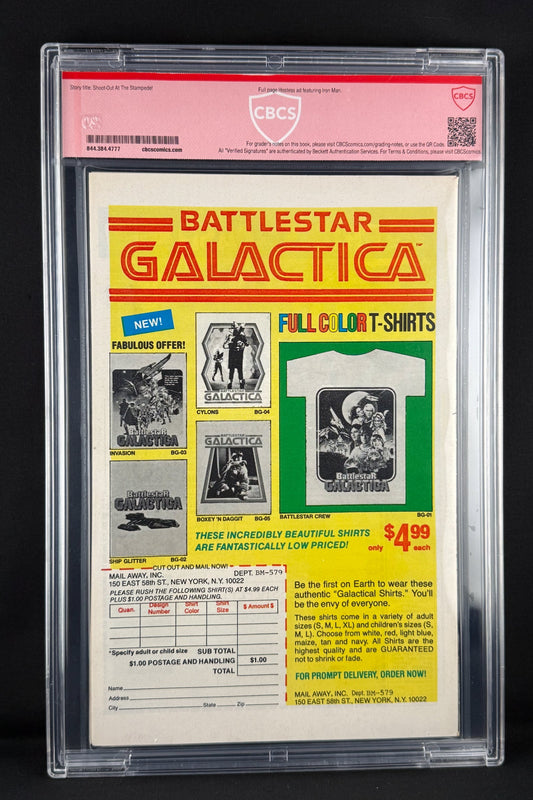 Story title: Shoot-Out At The Stampede!
Full page Hostess ad featuring Iron Man.
CBCS
CBCS
844.384.4777
cbcscomics.com
For grader's notes on this book, please visit CBCScomics.com/grading-notes, or use the QR Code.
All "Verified Signatures" are authenticated by Beckett Authentication Services. For Terms & Conditions, please visit CBCScomics.com
BATTLESTAR
GALACTICA™
NEW!
FABULOUS OFFER!
FULL COLOR T-SHIRTS
BATTLESTAR
GALACTICA
INVASION BG-03
BATTLESTAR
GALACTICA
CYLONS BG-04
BATTLESTAR
GALACTICA
SHIP GLITTER BG-02
BATTLESTAR
GALACTICA
BOXEY 'N DAGGIT BG-05
BATTLESTAR
GALACTICA
BATTLESTAR CREW BG-01
THESE INCREDIBLY BEAUTIFUL SHIRTS
ARE FANTASTICALLY LOW PRICED!
only $4.99 each
CUT OUT AND MAIL NOW!
MAIL AWAY, INC. DEPT. BM-579
150 EAST 58th ST., NEW YORK, N.Y. 10022
PLEASE RUSH THE FOLLOWING SHIRT(S) AT $4.99 EACH
PLUS $1.00 POSTAGE AND HANDLING.
Quan. Design Number Shirt Color Shirt Size $ Amount $
*Specify adult or child size SUB TOTAL
$1.00 POSTAGE AND HANDLING $1.00
TOTAL
Name
Address
City State Zip
Be the first on Earth to wear these
authentic "Galactical Shirts." You'll
be the envy of everyone.
These shirts come in a variety of adult
sizes (S, M, L, XL) and children's sizes (S,
M, L). Choose from white, red, light blue,
maize, tan and navy. All Shirts are the
highest quality and are GUARANTEED
not to shrink or fade.
FOR PROMPT DELIVERY, ORDER NOW!
MAIL AWAY, INC. Dept. BM-579
150 EAST 58th ST., NEW YORK, N.Y. 10022